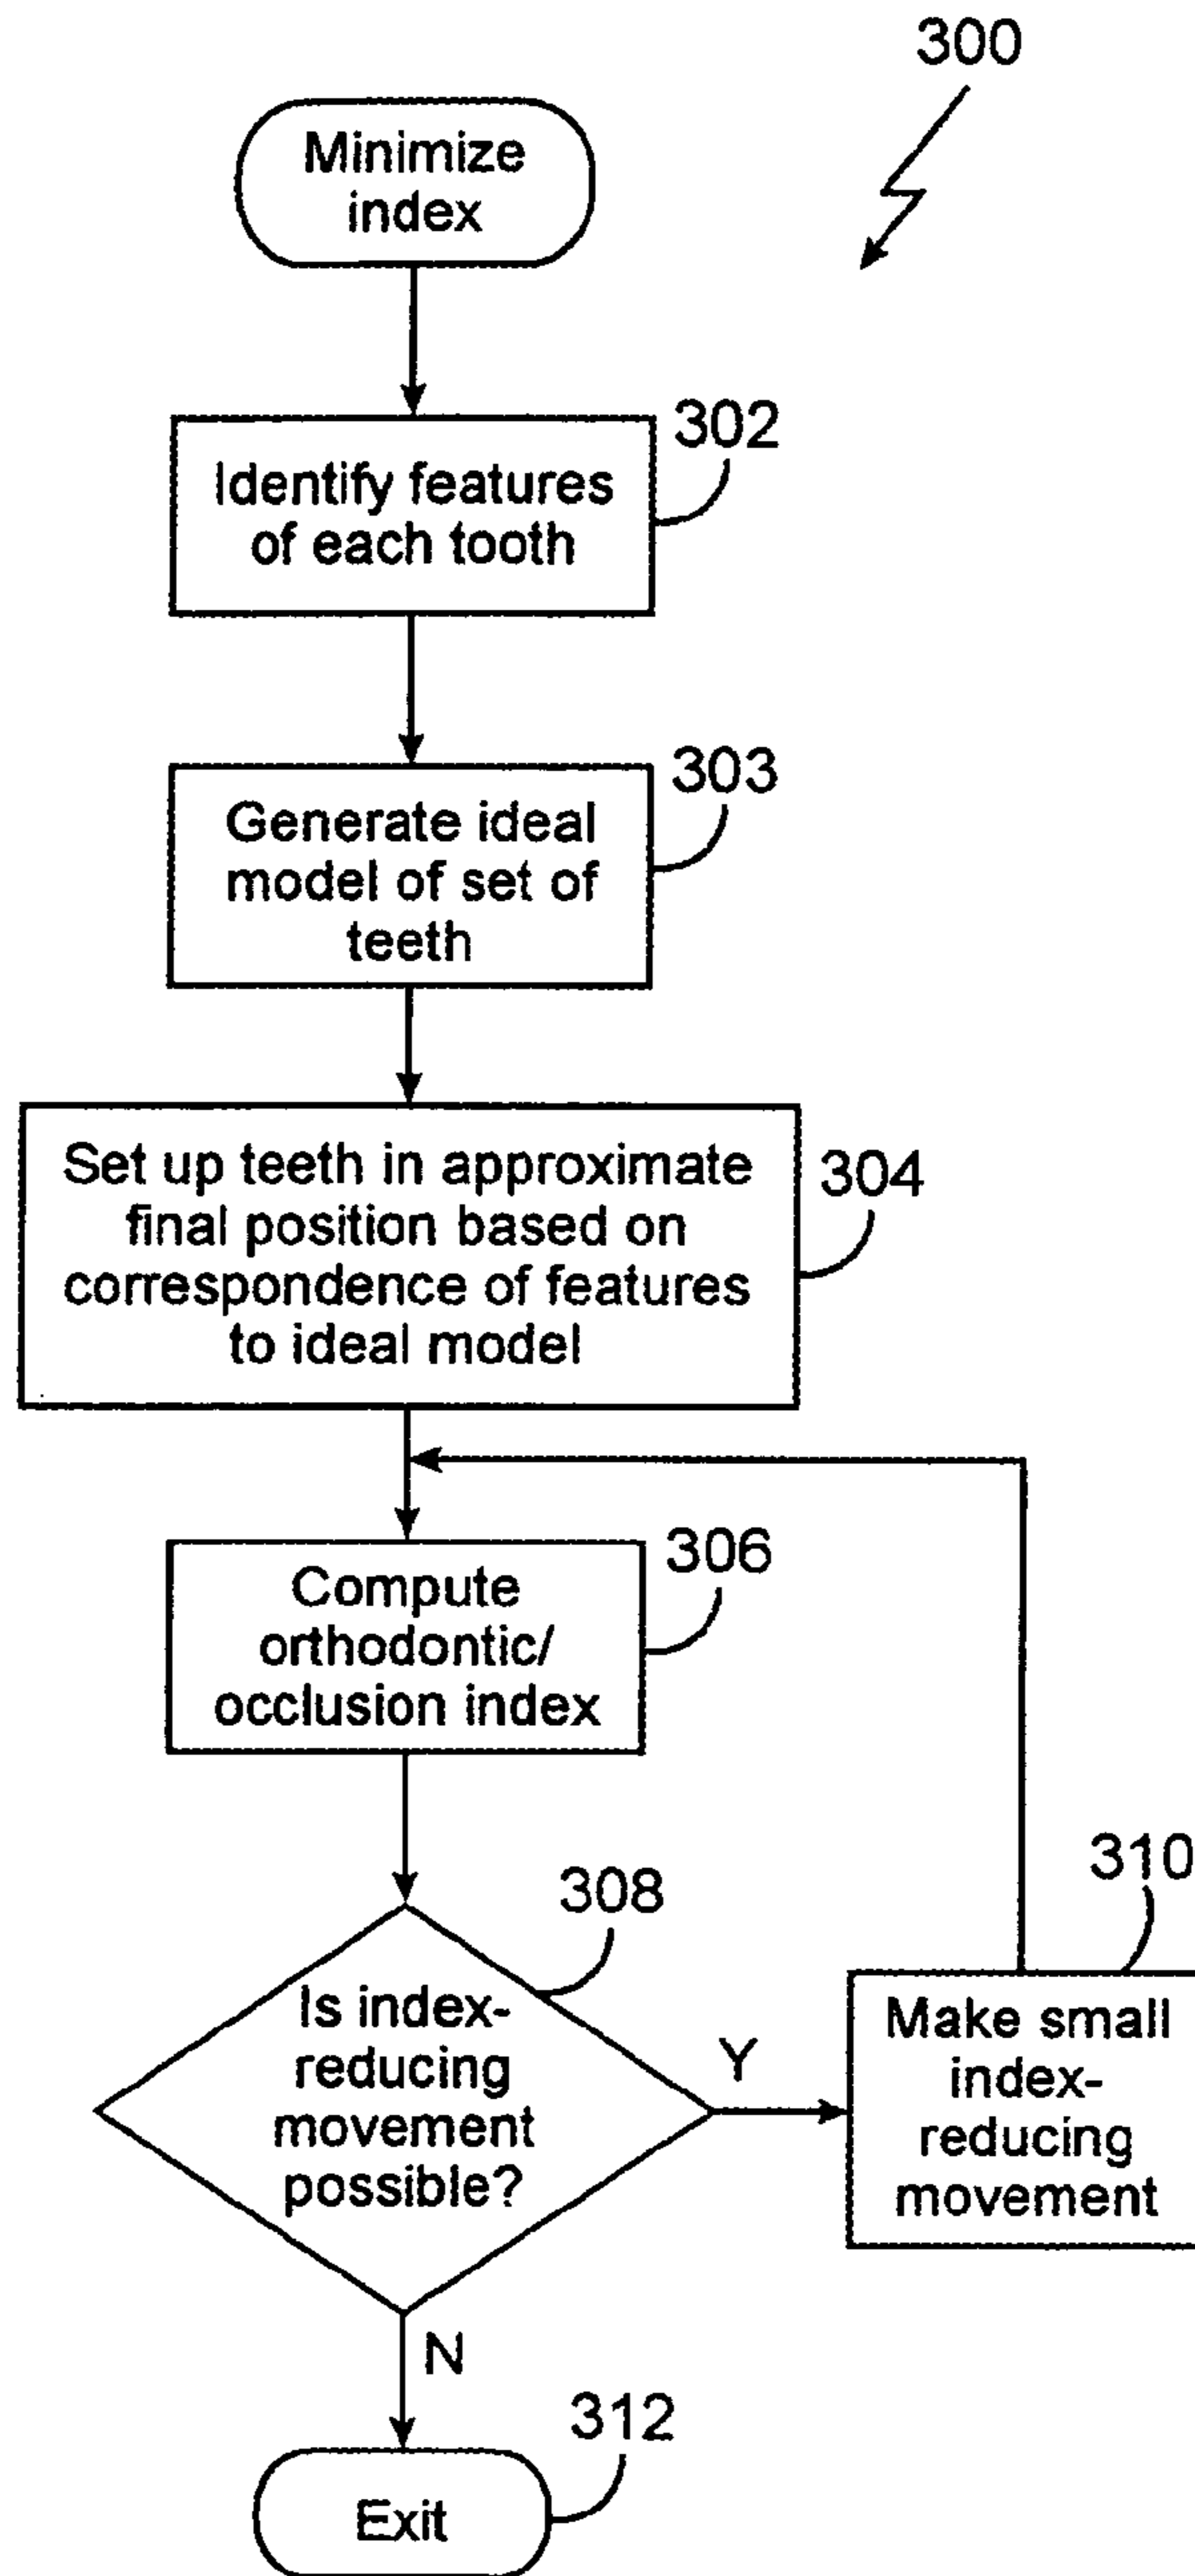 300
Minimize
index
302
Identify features
of each tooth
303
Generate ideal
model of set of
teeth
304
Set up teeth in approximate
final position based on
correspondence of features
to ideal model
306
Compute
orthodontic/
occlusion index
308
Is index-
reducing
movement
possible?
Y
310
Make small
index-
reducing
movement
N
312
Exit